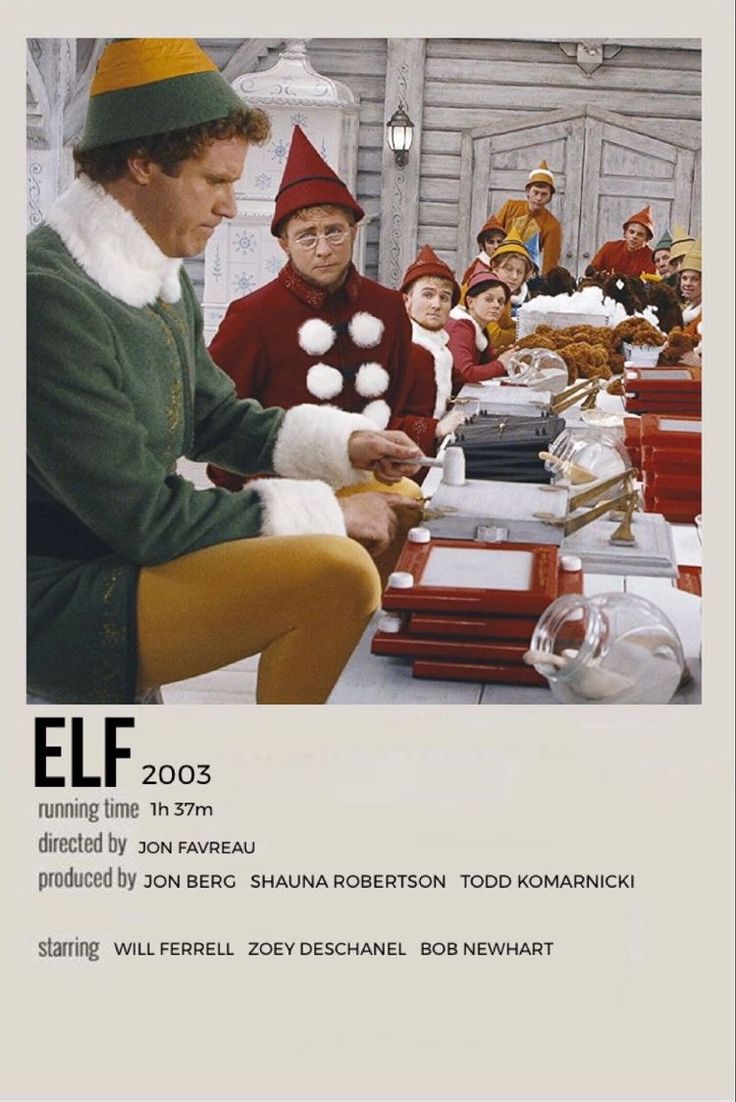 ELF 2003
running time 1h 37m
directed by JON FAVREAU
produced by JON BERG SHAUNA ROBERTSON TODD KOMARNICKI
starring WILL FERRELL ZOEY DESCHANEL BOB NEWHART